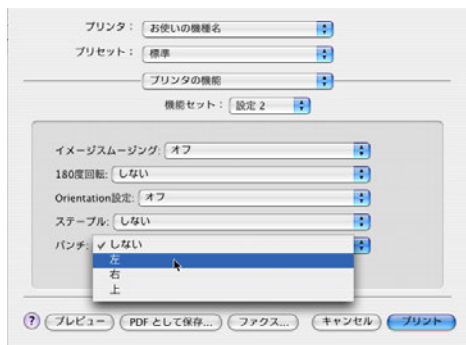 プリンタ： お使いの機種名
プリセット： 標準
プリンタの機能
機能セット： 設定 2
イメージスムージング: オフ
180度回転: しない
Orientation設定: オフ
ステープル: しない
パンチ: ✓ しない
左
右
上
? プレビュー PDF として保存... ファクス... キャンセル プリント